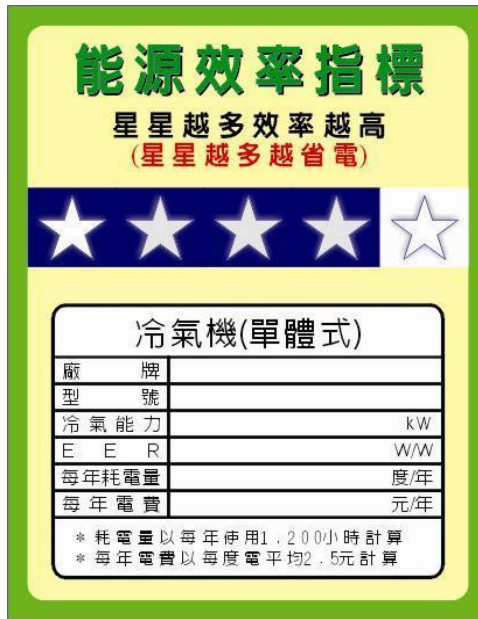 能源效率指標
星星越多效率越高
(星星越多越省電)
冷氣機(單體式)
廠牌
型號
冷氣能力 kW
EER W/W
每年耗電量 度/年
每年電費 元/年
* 耗電量以每年使用1,200小時計算
* 每年電費以每度電平均2.5元計算